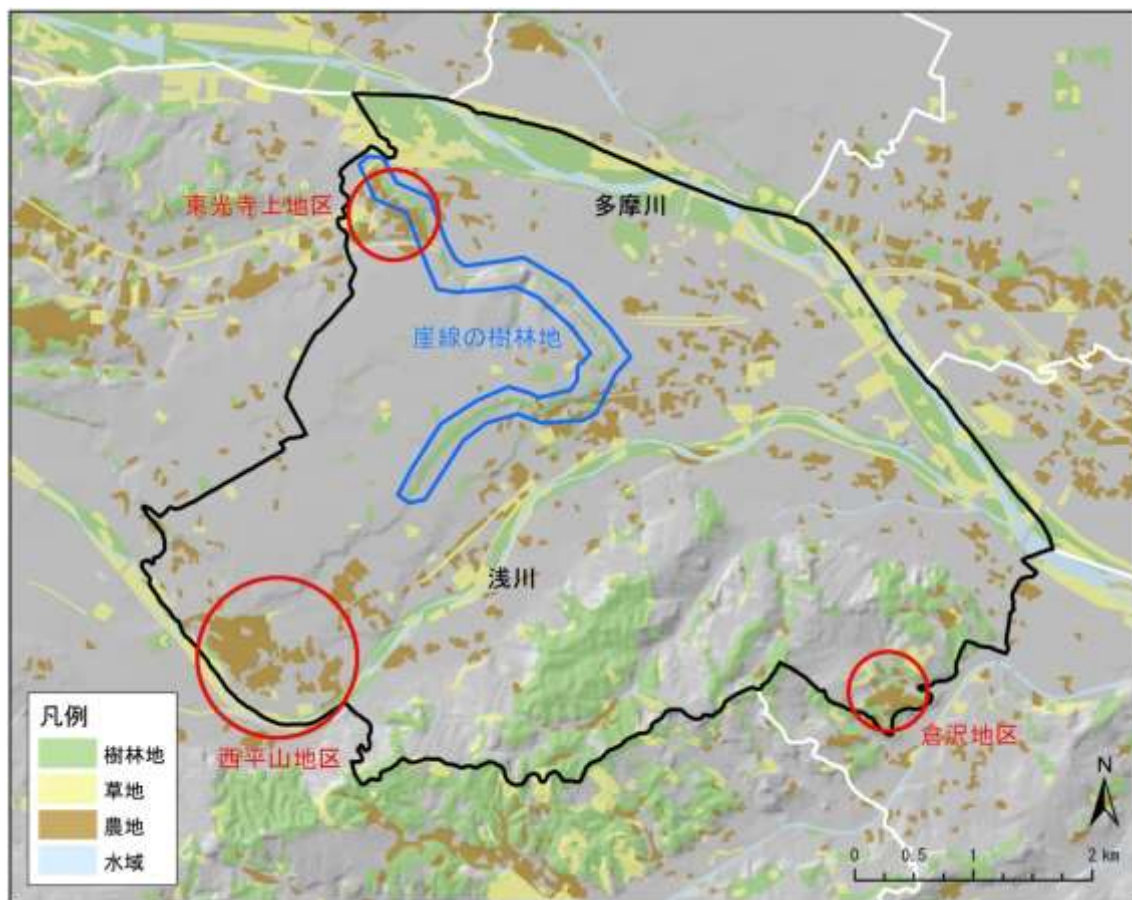 東光寺上地区
多摩川
崖線の樹林地
浅川
西平山地区
倉沢地区
凡例
樹林地
草地
農地
水域
N
0 0.5 1 2 km